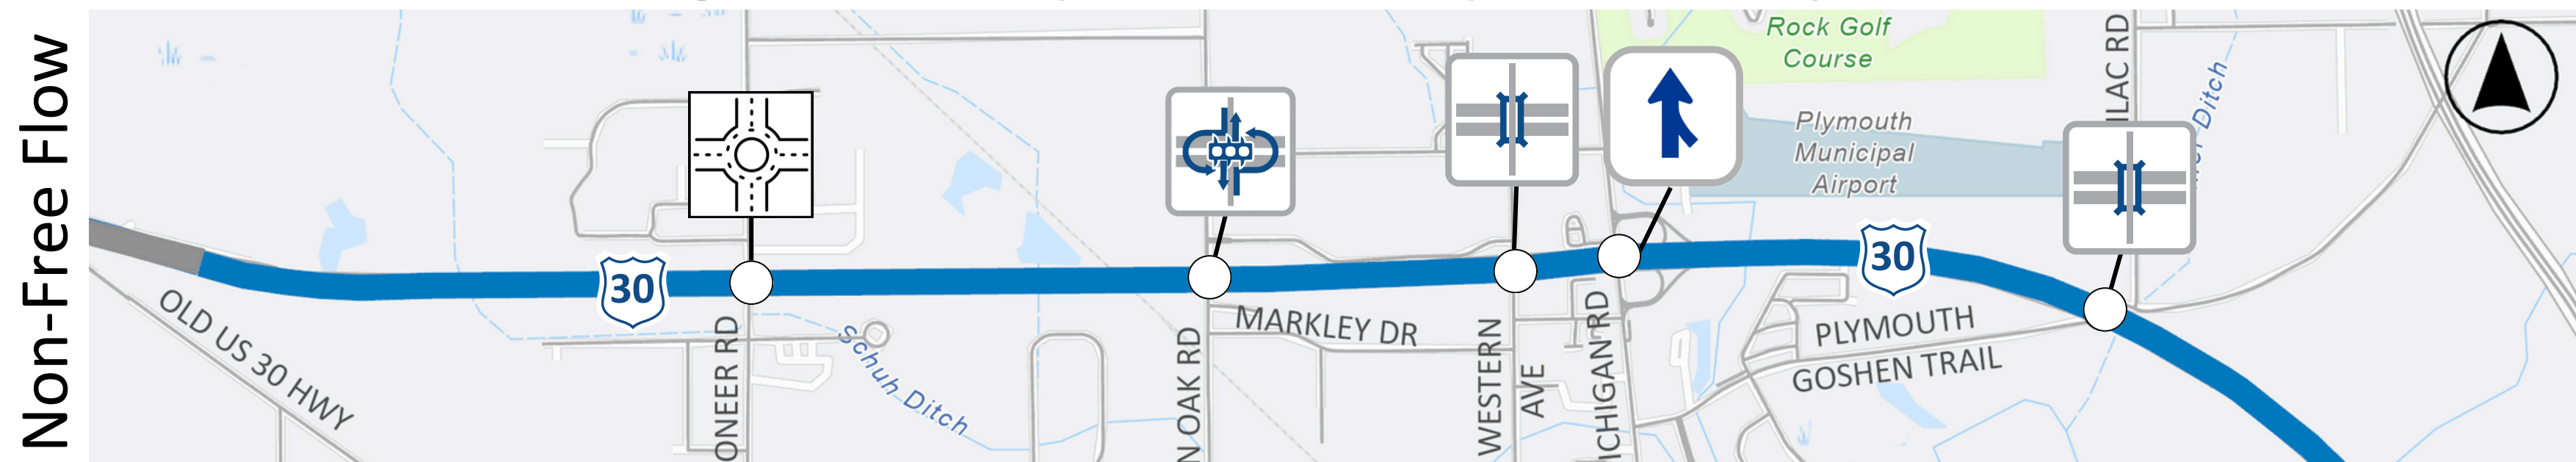 Non-Free Flow
Rock Golf
Course
ILAC RD
Plymouth
Municipal
Airport
30
30
OLD US 30 HWY
ONEER RD
Schuh Ditch
N OAK RD
MARKLEY DR
WESTERN
AVE
ICHIGAN RD
PLYMOUTH
GOSHEN TRAIL
Ditch